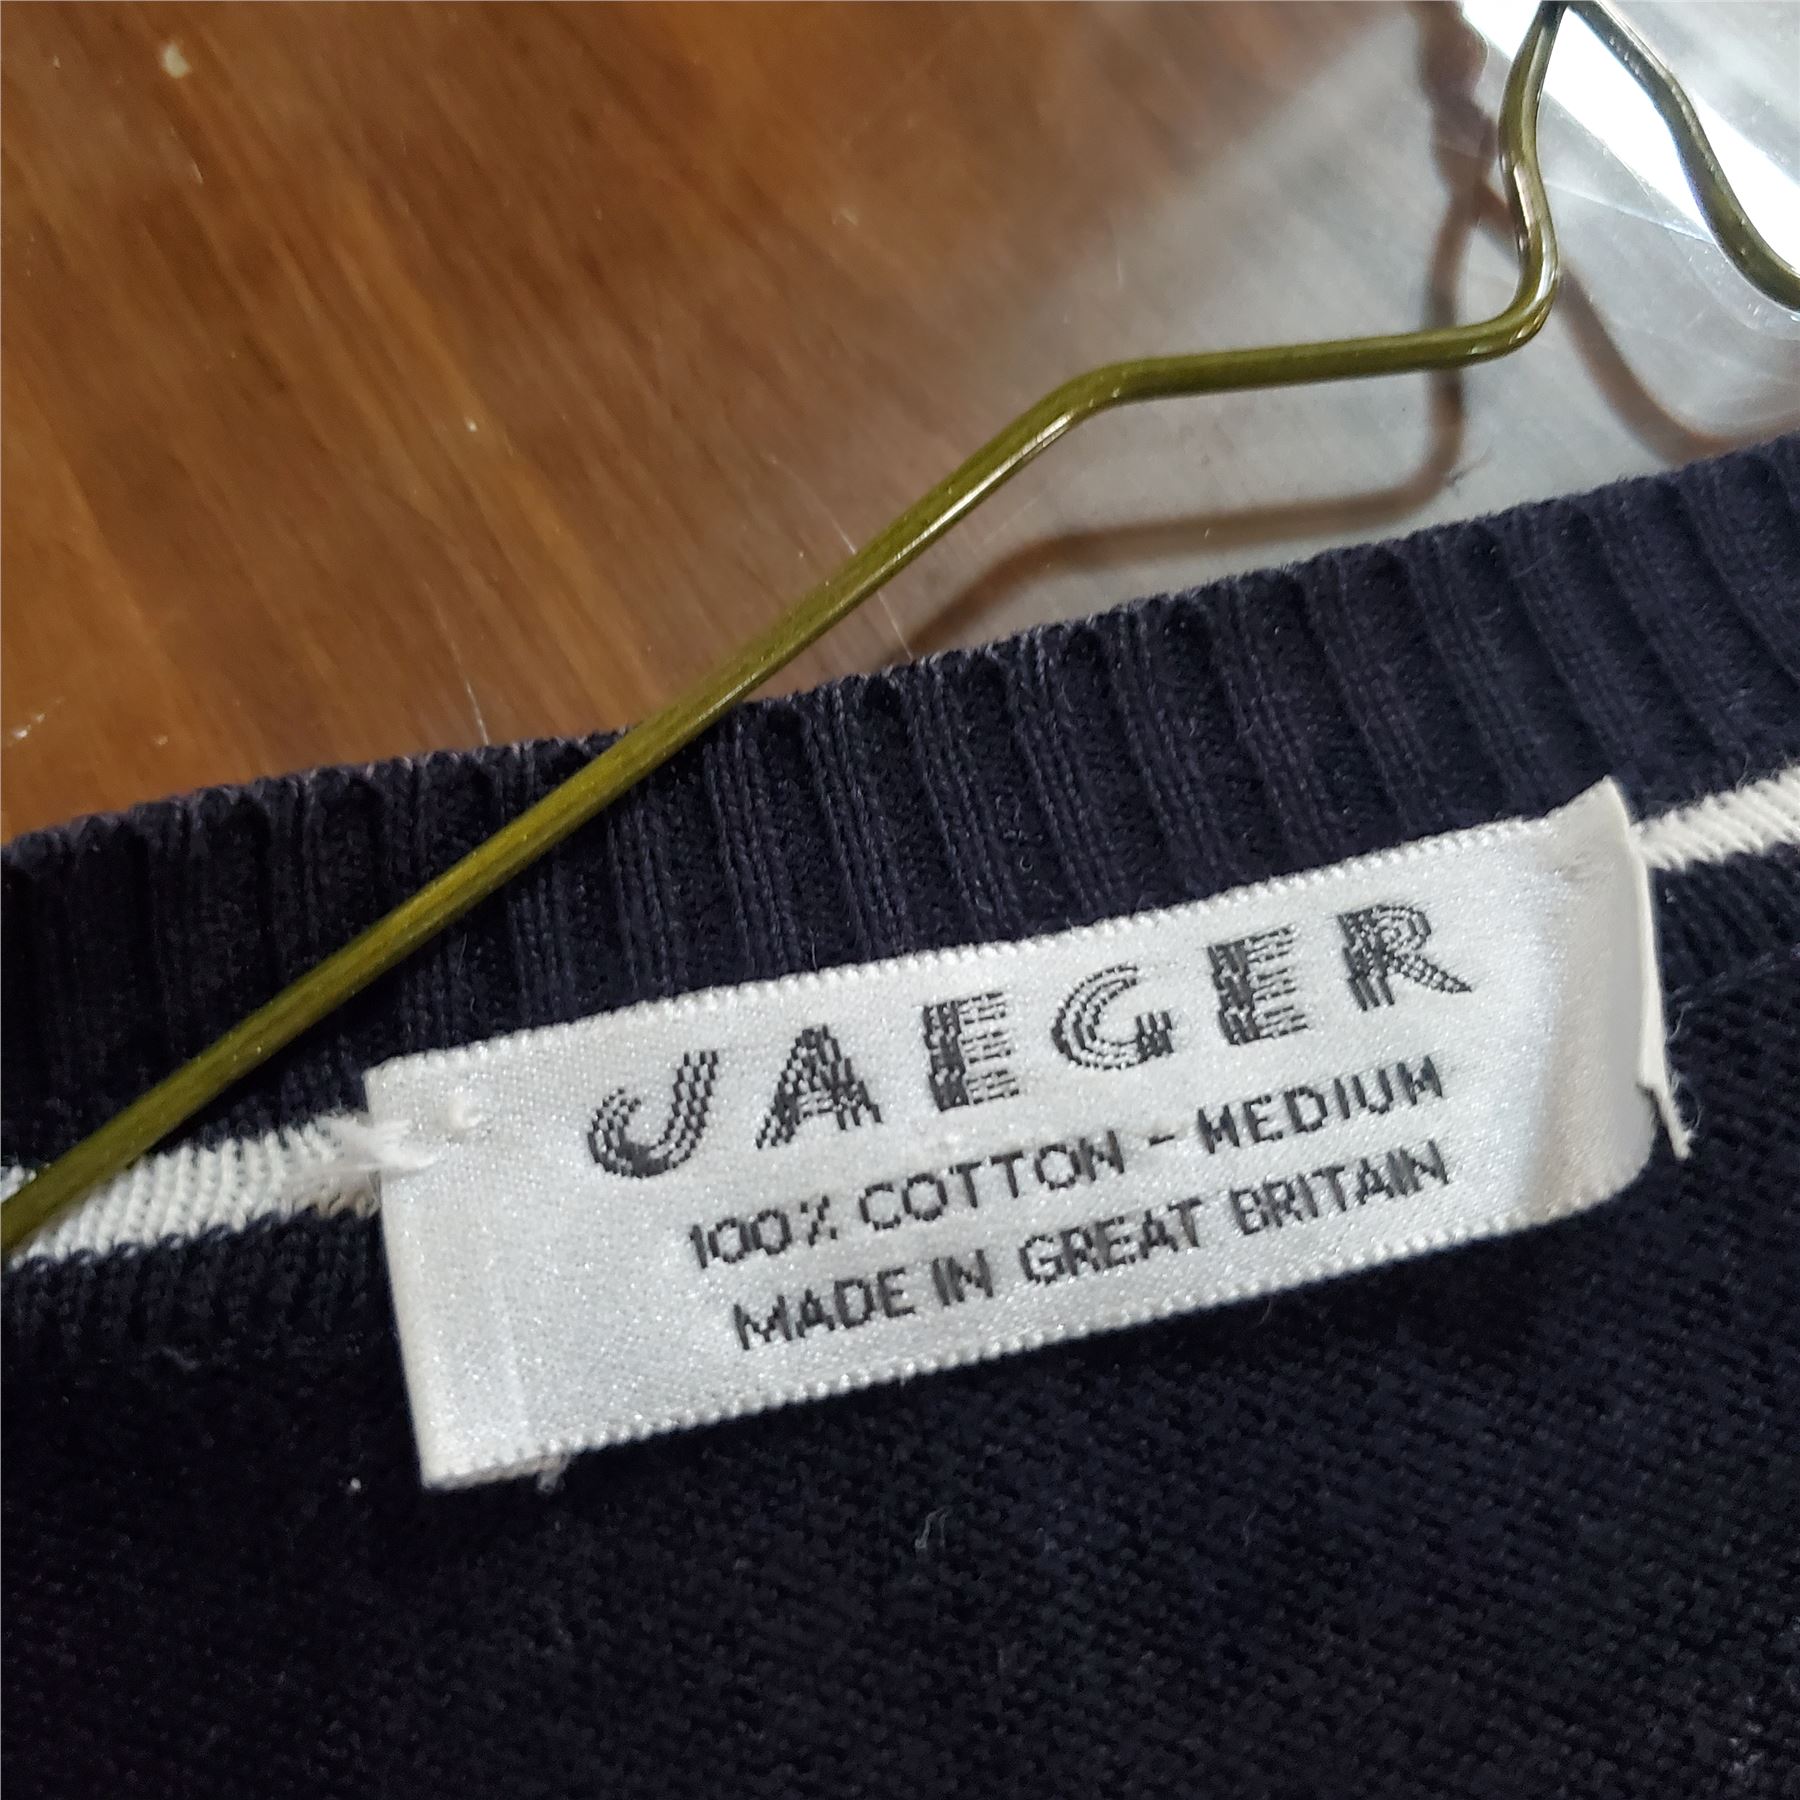 JAEGER
100% COTTON - MEDIUM
MADE IN GREAT BRITAIN